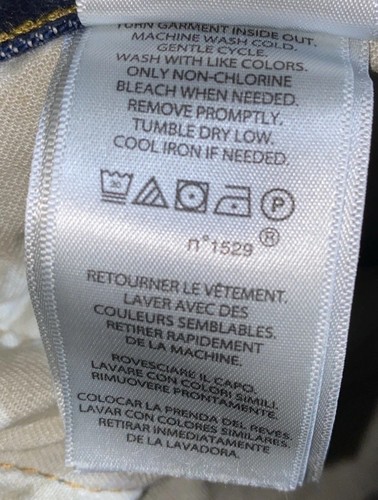 TURN GARMENT INSIDE OUT.
MACHINE WASH COLD.
GENTLE CYCLE.
WASH WITH LIKE COLORS.
ONLY NON-CHLORINE
BLEACH WHEN NEEDED.
REMOVE PROMPTLY.
TUMBLE DRY LOW.
COOL IRON IF NEEDED.
P
n°1529 ®
RETOURNER LE VÊTEMENT.
LAVER AVEC DES
COULEURS SEMBLABLES.
RETIRER RAPIDEMENT
DE LA MACHINE.
ROVESCIARE IL CAPO.
LAVARE CON COLORI SIMILI.
RIMUOVERE PRONTAMENTE.
COLOCAR LA PRENDA DEL REVES.
LAVAR CON COLORES SIMILARES.
RETIRAR INMEDIATAMENTE
DE LA LAVADORA.